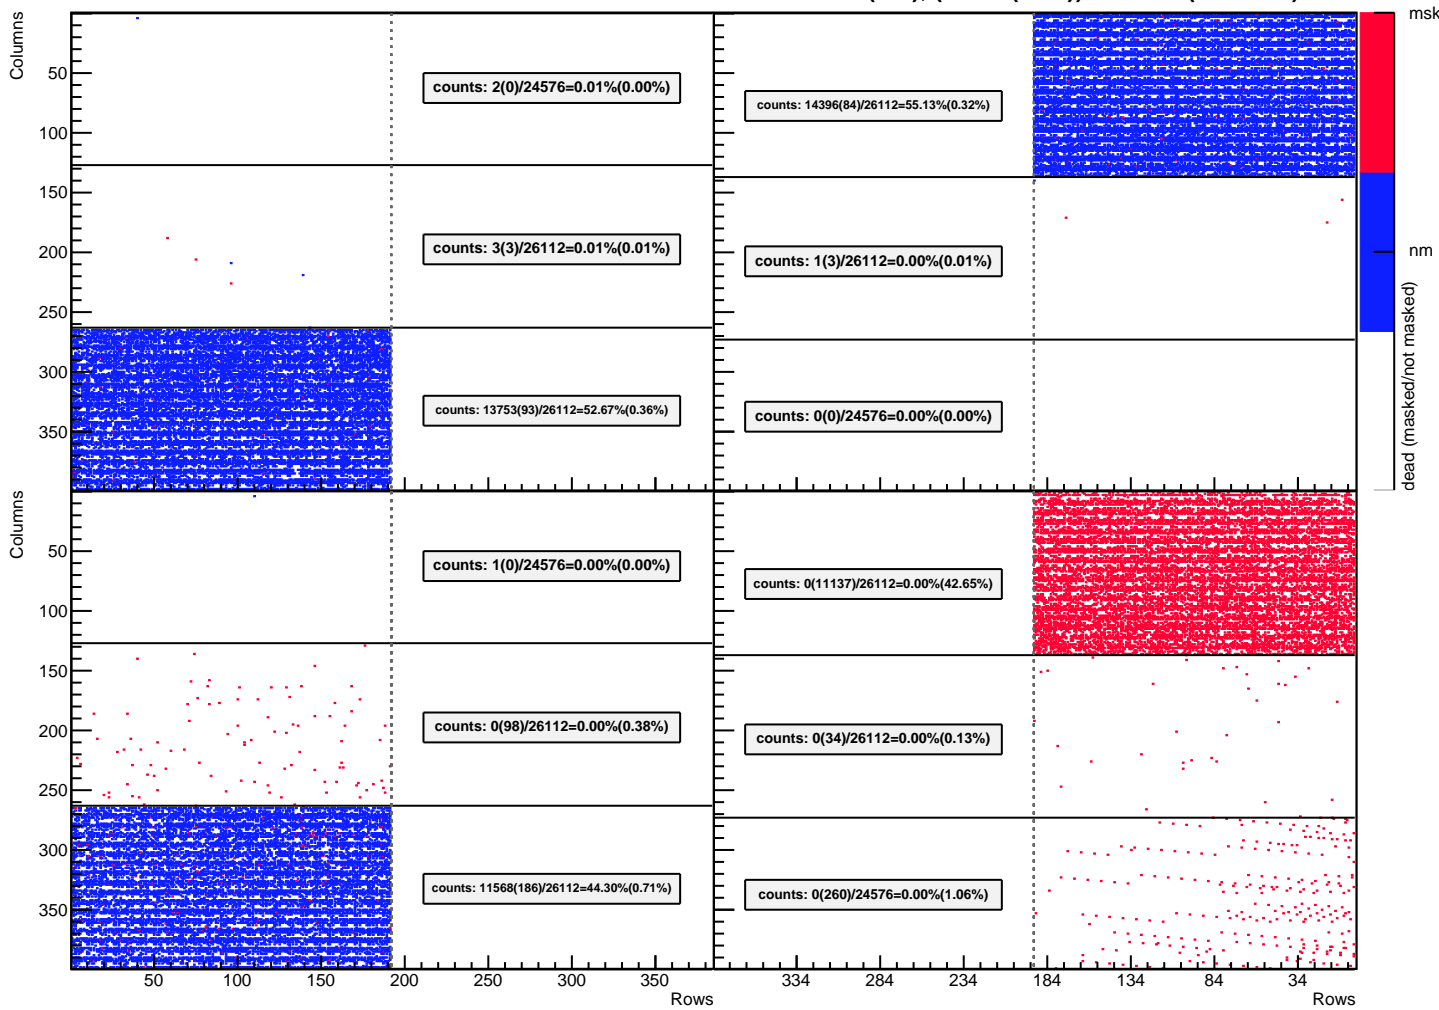 msk
Columns
50
100
150
200
250
300
350
counts: 2(0)/24576=0.01%(0.00%)
counts: 3(3)/26112=0.01%(0.01%)
counts: 13753(93)/26112=52.67%(0.36%)
counts: 14396(84)/26112=55.13%(0.32%)
counts: 1(3)/26112=0.00%(0.01%)
counts: 0(0)/24576=0.00%(0.00%)
nm
dead (masked/not masked)
Columns
50
100
150
200
250
300
350
counts: 1(0)/24576=0.00%(0.00%)
counts: 0(98)/26112=0.00%(0.38%)
counts: 11568(186)/26112=44.30%(0.71%)
counts: 0(11137)/26112=0.00%(42.65%)
counts: 0(34)/26112=0.00%(0.13%)
counts: 0(260)/24576=0.00%(1.06%)
50 100 150 200 250 300 350
334 284 234 184 134 84 34
Rows
Rows